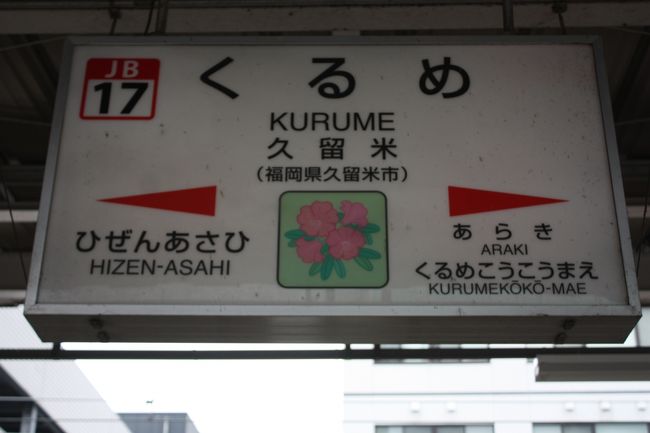 JB
17
くるめ
KURUME
久留米
(福岡県久留米市)
ひぜんあさひ
HIZEN-ASAHI
あらき
ARAKI
くるめこうこうまえ
KURUMEKŌKŌ-MAE